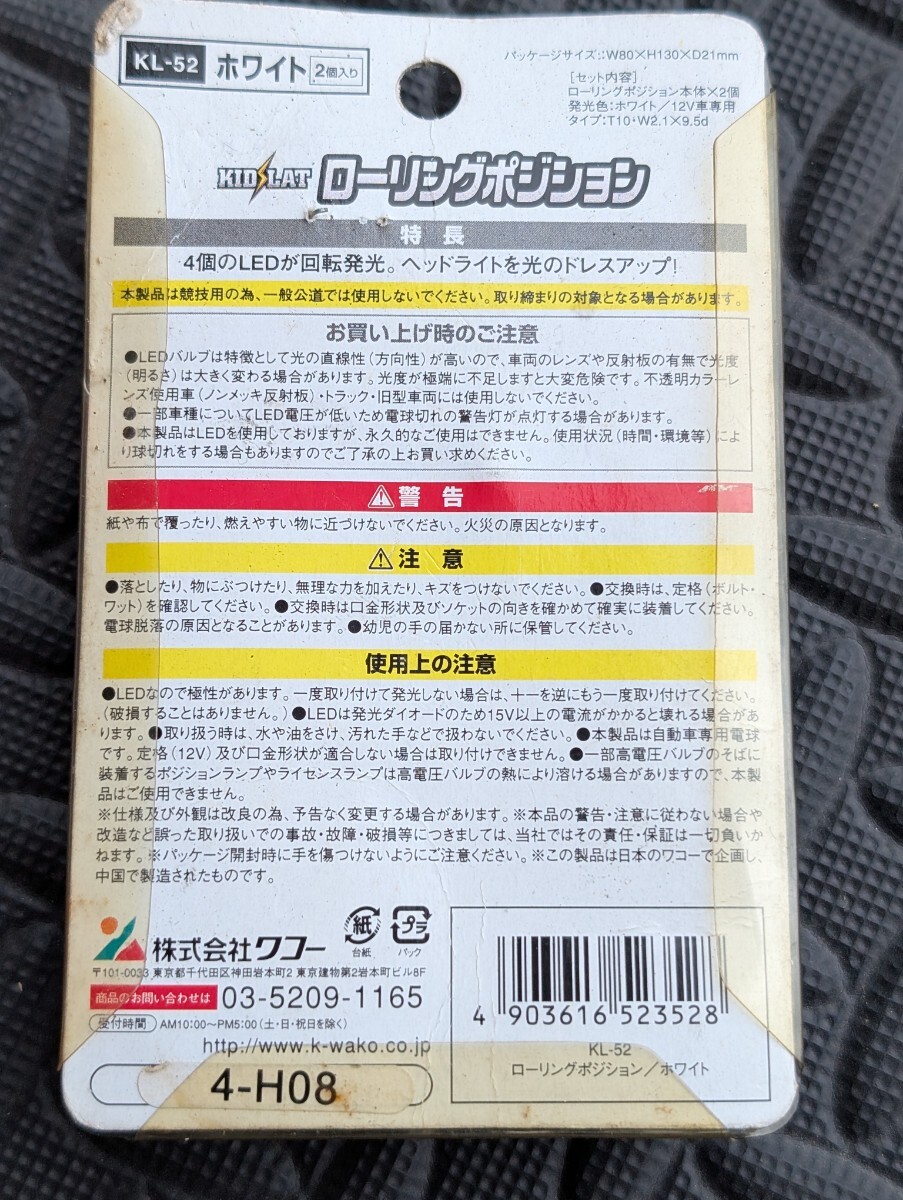 KL-52 ホワイト 2個入り
パッケージサイズ:W80×H130×D21mm
[セット内容]
ローリングポジション本体×2個
発光色:ホワイト/12V車専用
タイプ:T10・W2.1×9.5d
KIDSLAT ローリングポジション
特長
4個のLEDが回転発光。ヘッドライトを光のドレスアップ!
本製品は競技用の為、一般公道では使用しないでください。取り締まりの対象となる場合があります。
お買い上げ時のご注意
●LEDバルブは特徴として光の直線性(方向性)が高いので、車両のレンズや反射板の有無で光度
(明るさ)は大きく変わる場合があります。光度が極端に不足しますと大変危険です。不透明カラーレ
ンズ使用車(ノンメッキ反射板)・トラック・旧型車両には使用しないでください。
●一部車種についてLED電圧が低いため電球切れの警告灯が点灯する場合があります。
●本製品はLEDを使用しておりますが、永久的なご使用はできません。使用状況(時間・環境等)によ
り球切れをする場合もありますのでご了承の上お買い求めください。
⚠警告
紙や布で覆ったり、燃えやすい物に近づけないでください。火災の原因となります。
⚠注意
●落としたり、物にぶつけたり、無理な力を加えたり、キズをつけないでください。●交換時は、定格(ボルト・
ワット)を確認してください。●交換時は口金形状及びソケットの向きを確かめて確実に装着してください。
電球脱落の原因となることがあります。●幼児の手の届かない所に保管してください。
使用上の注意
●LEDなので極性があります。一度取り付けて発光しない場合は、十一を逆にもう一度取り付けてください。
(破損することはありません。)●LEDは発光ダイオードのため15V以上の電流がかかると壊れる場合があ
ります。●取り扱う時は、水や油をさけ、汚れた手などで扱わないでください。●本製品は自動車専用電球
です。定格(12V)及び口金形状が適合しない場合は取り付けできません。●一部高電圧バルブのそばに
装着するポジションランプやライセンスランプは高電圧バルブの熱により溶ける場合がありますので、本製
品はご使用できません。
※仕様及び外観は改良の為、予告なく変更する場合があります。※本品の警告・注意に従わない場合や
改造など誤った取り扱いでの事故・故障・破損等につきましては、当社ではその責任・保証は一切負いか
ねます。※パッケージ開封時に手を傷つけないようにご注意ください。※この製品は日本のワコーで企画し、
中国で製造されたものです。
株式会社ワコー
紙 台紙
プラ パック
〒101-0033 東京都千代田区神田岩本町2 東京建物第2岩本町ビル8F
商品のお問い合わせは 03-5209-1165
受付時間 AM10:00~PM5:00(土・日・祝日を除く)
http://www.k-wako.co.jp
4-H08
4 903616 523528
KL-52
ローリングポジション/ホワイト